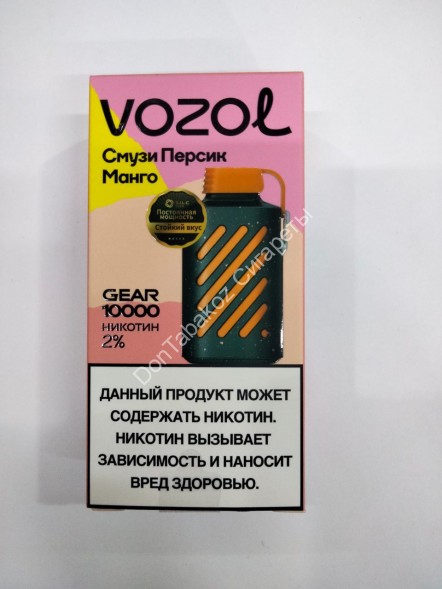 VOZOL
Смузи Персик
Манго
Постоянная
мощность
Стойкий вкус
GEAR
10000
НИКОТИН
2%
DonTabakoz Сигареты
ДАННЫЙ ПРОДУКТ МОЖЕТ
СОДЕРЖАТЬ НИКОТИН.
НИКОТИН ВЫЗЫВАЕТ
ЗАВИСИМОСТЬ И НАНОСИТ
ВРЕД ЗДОРОВЬЮ.